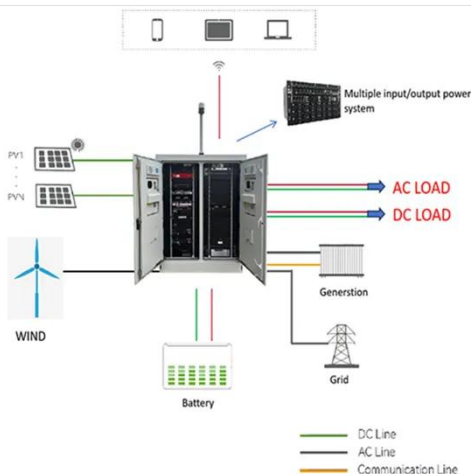 Multiple input/output power
system
PV1
PVN
AC LOAD
DC LOAD
WIND
Generstion
Grid
Battery
DC Line
AC Line
Communication Line